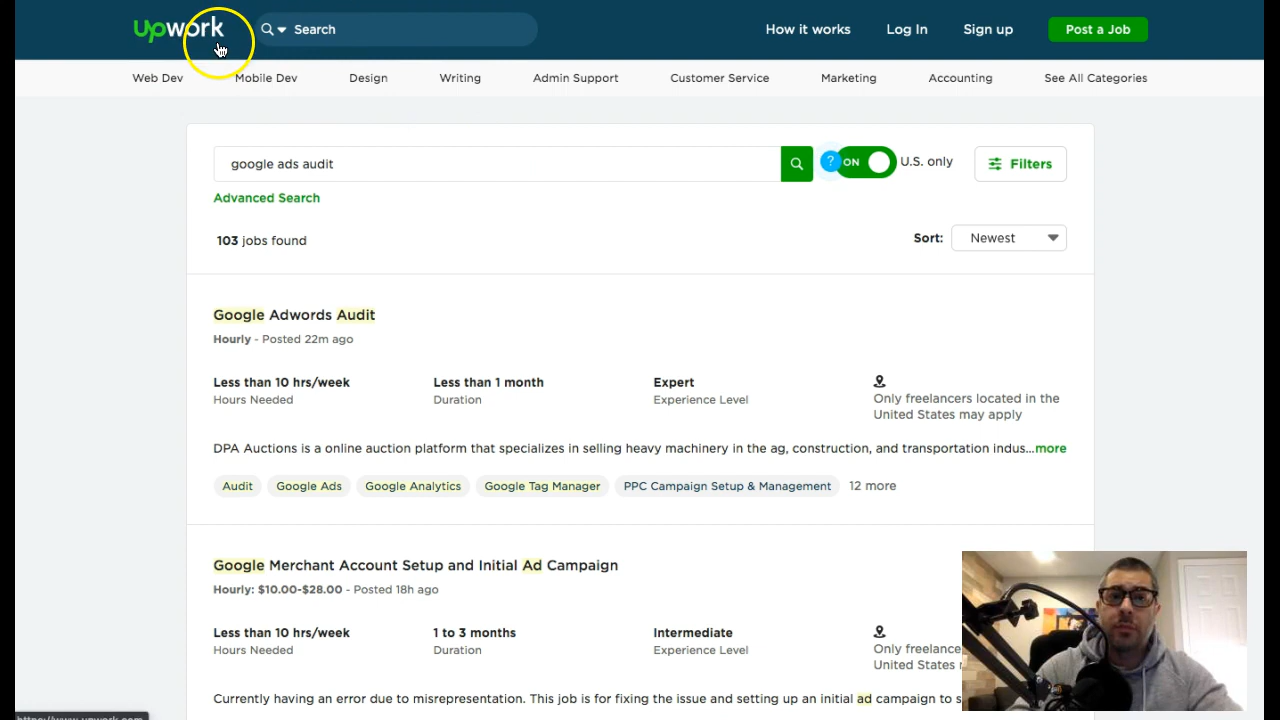 Upwork
Search
How it works
Log In
Sign up
Post a Job
Web Dev
Mobile Dev
Design
Writing
Admin Support
Customer Service
Marketing
Accounting
See All Categories
google ads audit
?
ON
U.S. only
Filters
Advanced Search
103 jobs found
Sort:
Newest
Google Adwords Audit
Hourly - Posted 22m ago
Less than 10 hrs/week
Less than 1 month
Expert
Hours Needed
Duration
Experience Level
Only freelancers located in the
United States may apply
DPA Auctions is a online auction platform that specializes in selling heavy machinery in the ag, construction, and transportation indus...more
Audit
Google Ads
Google Analytics
Google Tag Manager
PPC Campaign Setup & Management
12 more
Google Merchant Account Setup and Initial Ad Campaign
Hourly: $10.00-$28.00 - Posted 18h ago
Less than 10 hrs/week
1 to 3 months
Intermediate
Hours Needed
Duration
Experience Level
Only freelance
United States
Currently having an error due to misrepresentation. This job is for fixing the issue and setting up an initial ad campaign to s